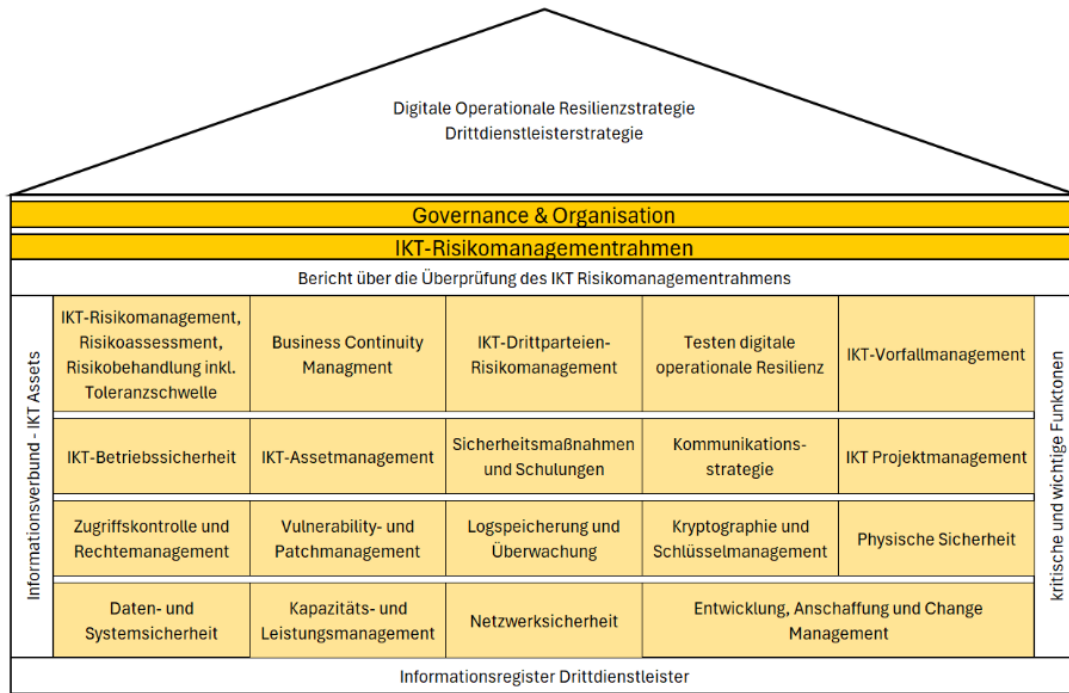 Digitale Operationale Resilienzstrategie
Drittdienstleisterstrategie
Governance & Organisation
IKT-Risikomanagementrahmen
Bericht über die Überprüfung des IKT Risikomanagementrahmens
Informationsverbund - IKT Assets
IKT-Risikomanagement,
Risikoassessment,
Risikobehandlung inkl.
Toleranzschwelle
Business Continuity
Managment
IKT-Drittparteien-
Risikomanagement
Testen digitale
operationale Resilienz
IKT-Vorfallmanagement
IKT-Betriebssicherheit
IKT-Assetmanagement
Sicherheitsmaßnahmen
und Schulungen
Kommunikations-
strategie
IKT Projektmanagement
Zugriffskontrolle und
Rechtemanagement
Vulnerability- und
Patchmanagement
Logspeicherung und
Überwachung
Kryptographie und
Schlüsselmanagement
Physische Sicherheit
Daten- und
Systemsicherheit
Kapazitäts- und
Leistungsmanagement
Netzwerksicherheit
Entwicklung, Anschaffung und Change
Management
kritische und wichtige Funktonen
Informationsregister Drittdienstleister